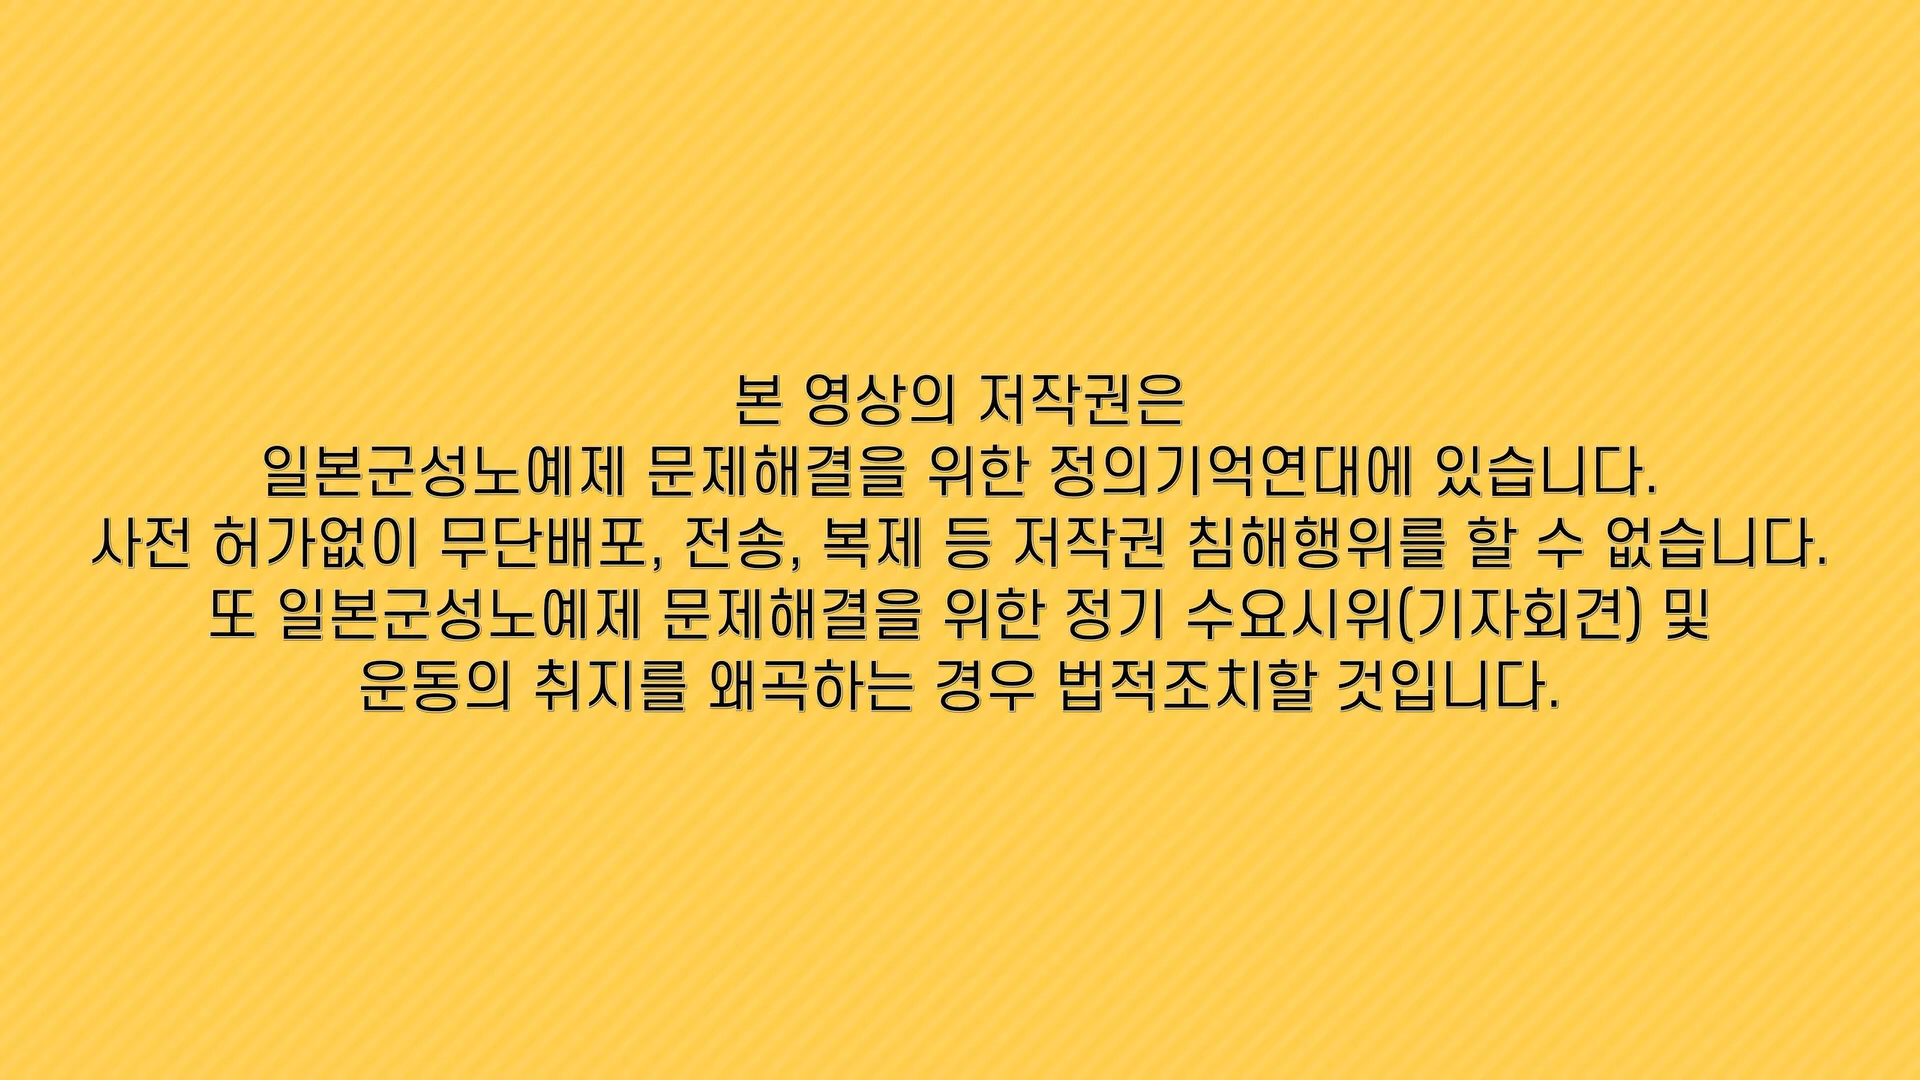 본 영상의 저작권은
일본군성노예제 문제해결을 위한 정의기억연대에 있습니다.
사전 허가없이 무단배포, 전송, 복제 등 저작권 침해행위를 할 수 없습니다.
또 일본군성노예제 문제해결을 위한 정기 수요시위(기자회견) 및
운동의 취지를 왜곡하는 경우 법적조치할 것입니다.